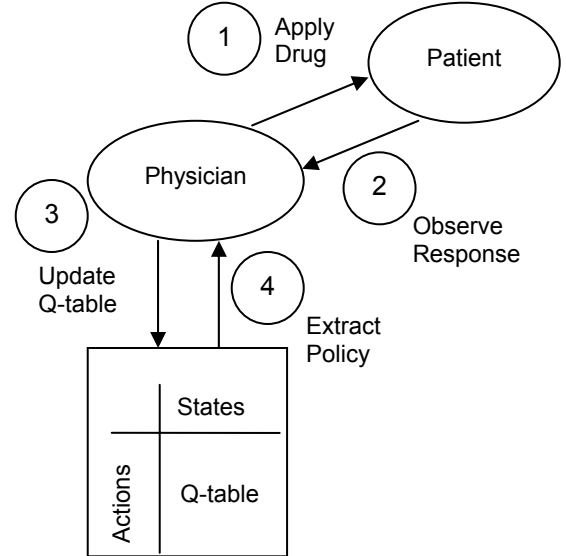 1
Apply
Drug
Patient
Physician
2
Observe
Response
3
Update
Q-table
4
Extract
Policy
States
Actions
Q-table